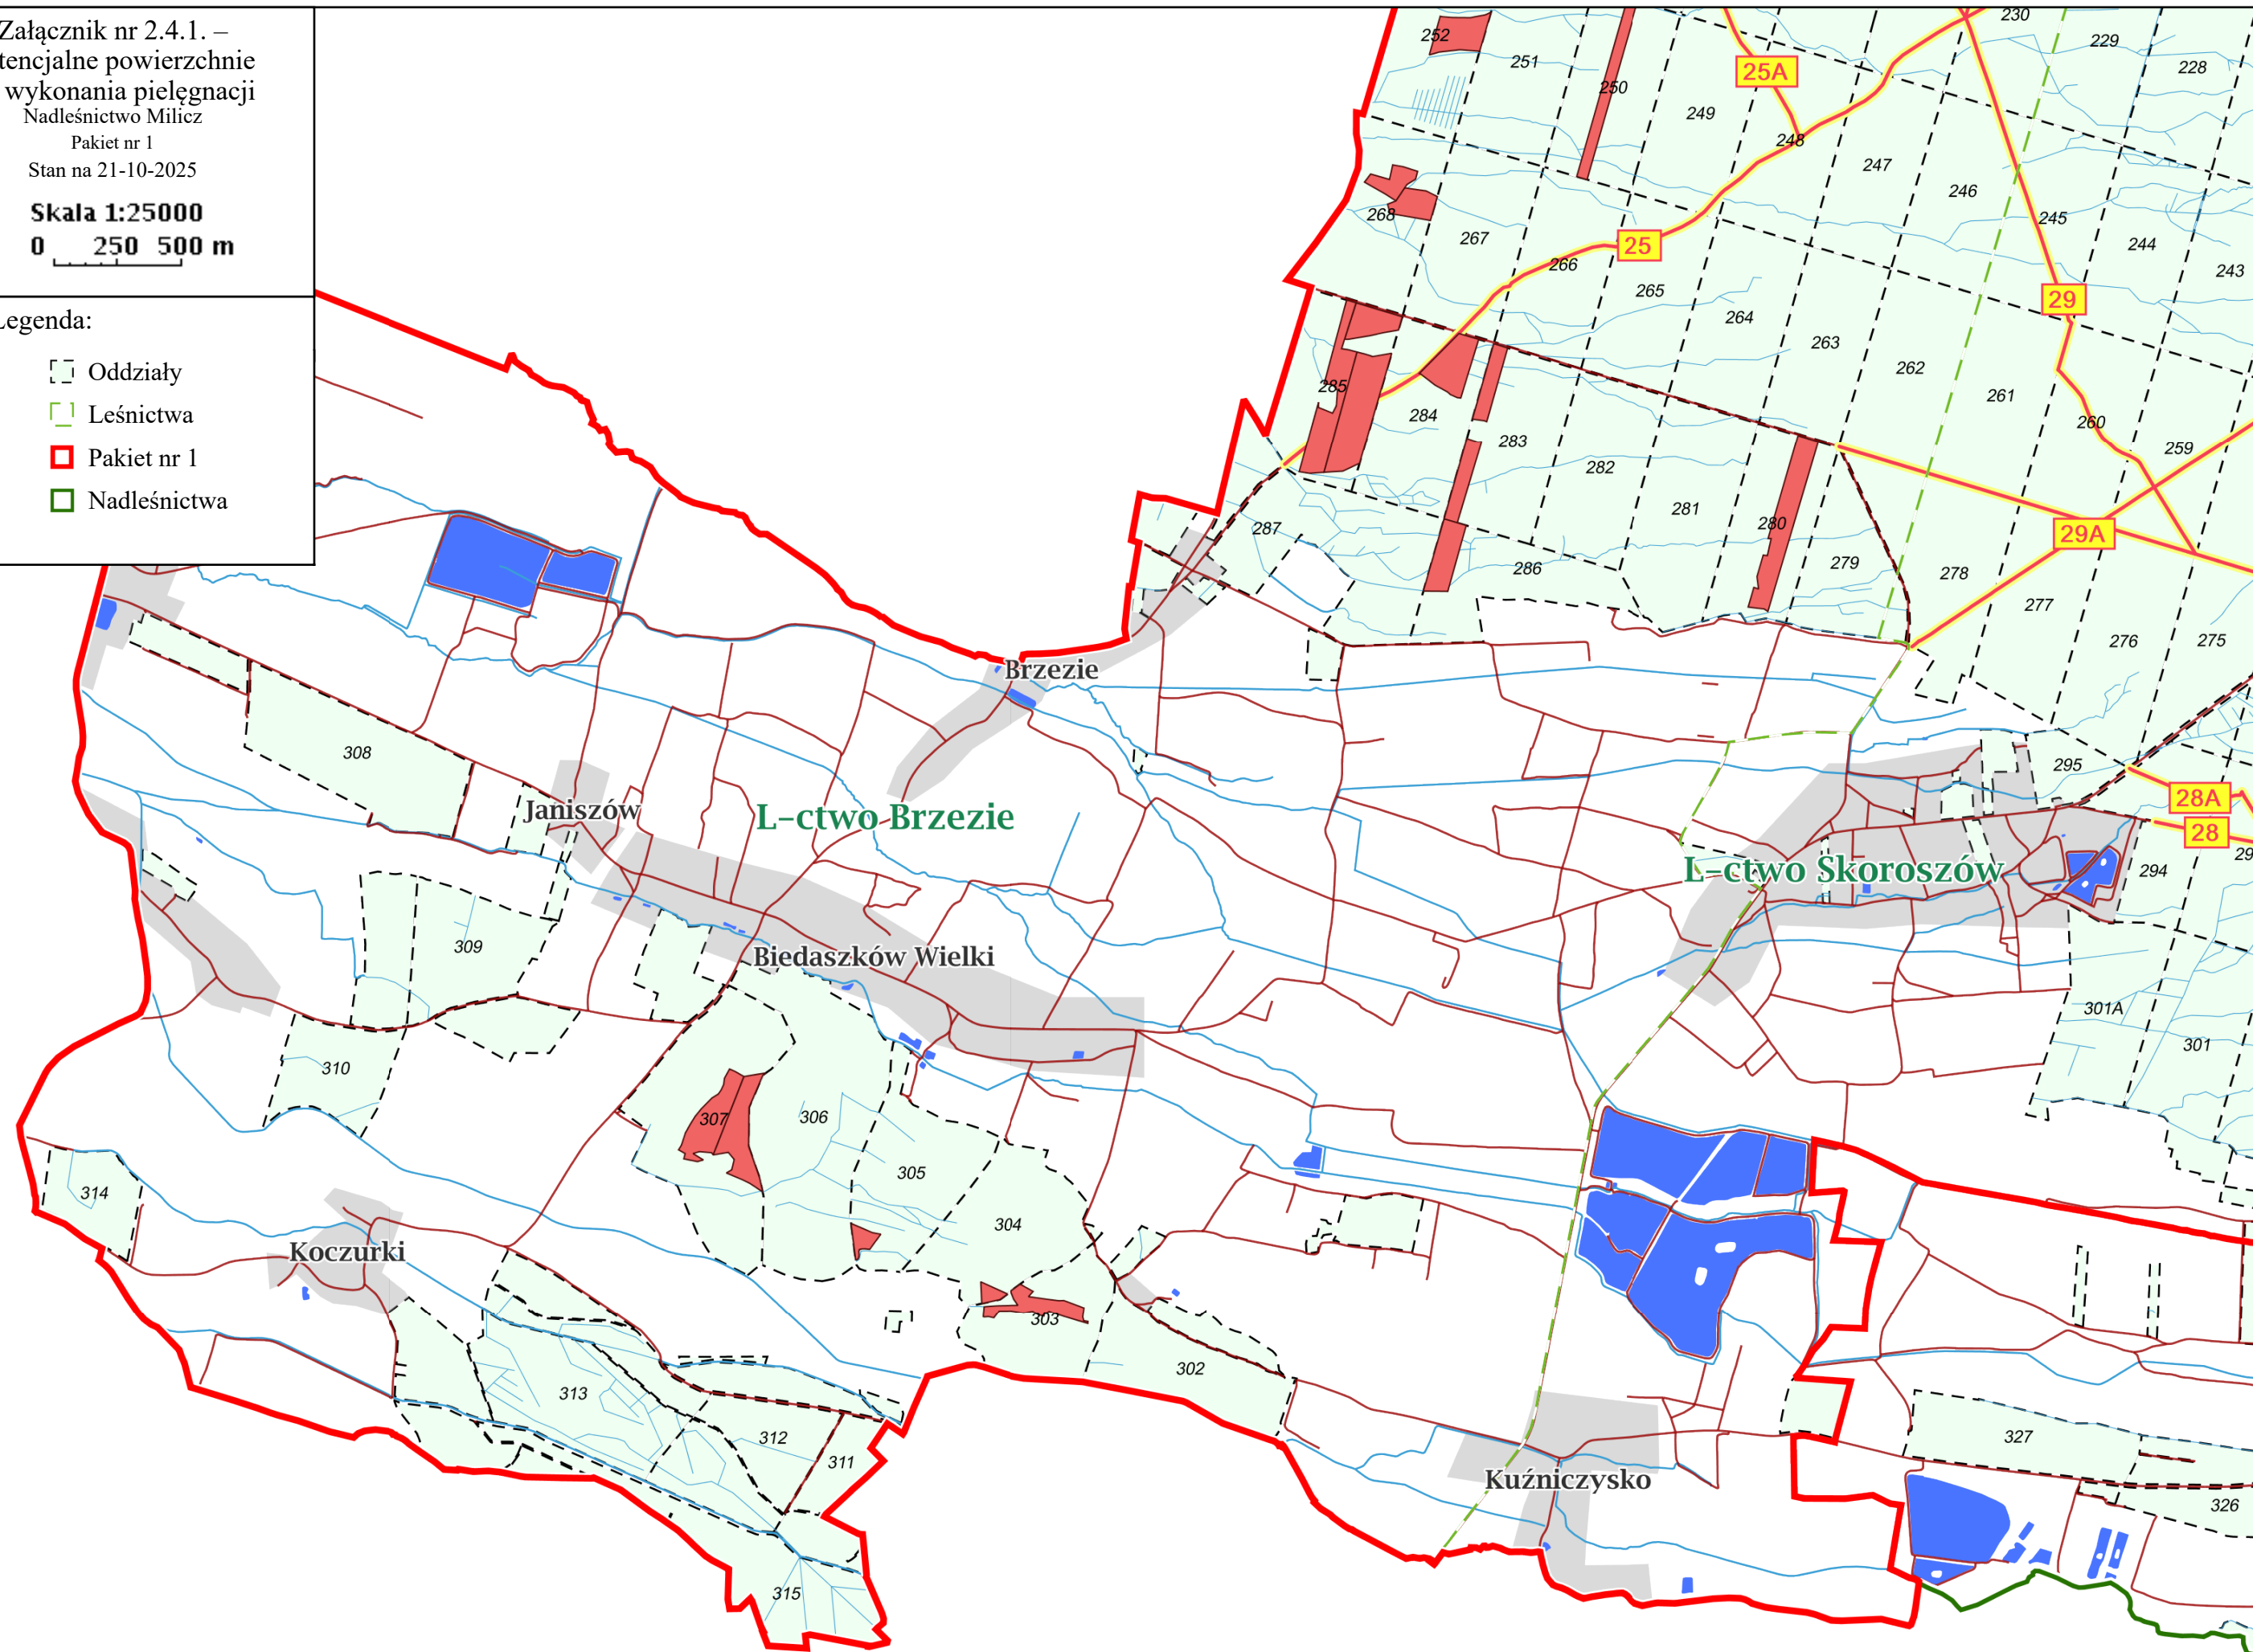 Załącznik nr 2.4.1. –
tencjalne powierzchnie
wykonania pielęgnacji
Nadleśnictwo Milicz
Pakiet nr 1
Stan na 21-10-2025
Skala 1:25000
0 250 500 m
Legenda:
Oddziały
Leśnictwa
Pakiet nr 1
Nadleśnictwa
230
252
251
229
228
25A
250
249
248
247
246
268
267
245
244
25
266
243
265
29
264
263
262
285
261
284
260
283
259
282
281
287
280
29A
286
279
278
277
276
275
Brzezie
308
295
28A
Janiszów
L-ctwo Brzezie
28
29
L-ctwo Skoroszów
294
309
Biedaszków Wielki
301A
301
310
307
306
305
314
304
Koczurki
303
302
313
312
327
311
Kuźniczysko
326
315